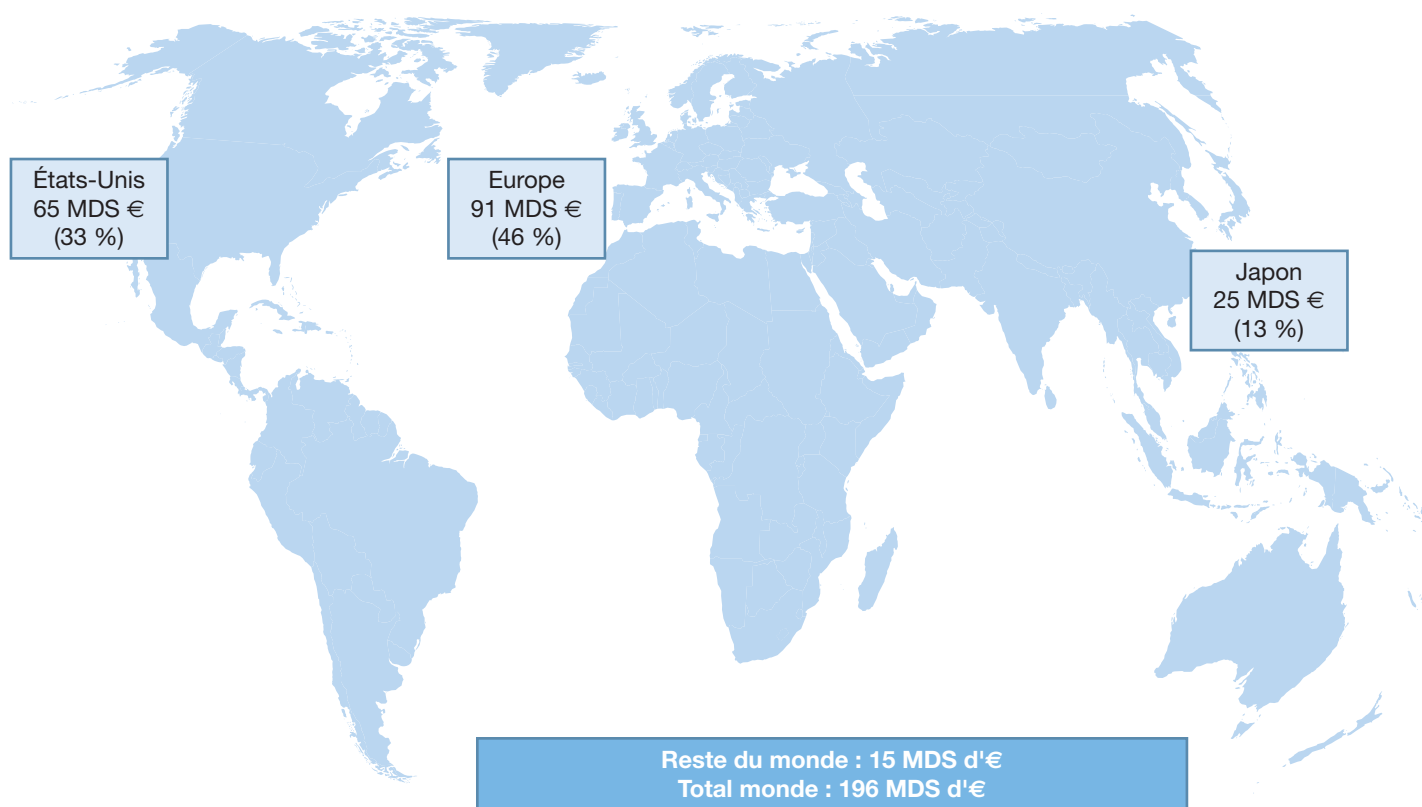 États-Unis
65 MDS €
(33 %)
Europe
91 MDS €
(46 %)
Japon
25 MDS €
(13 %)
Reste du monde : 15 MDS d'€
Total monde : 196 MDS d'€